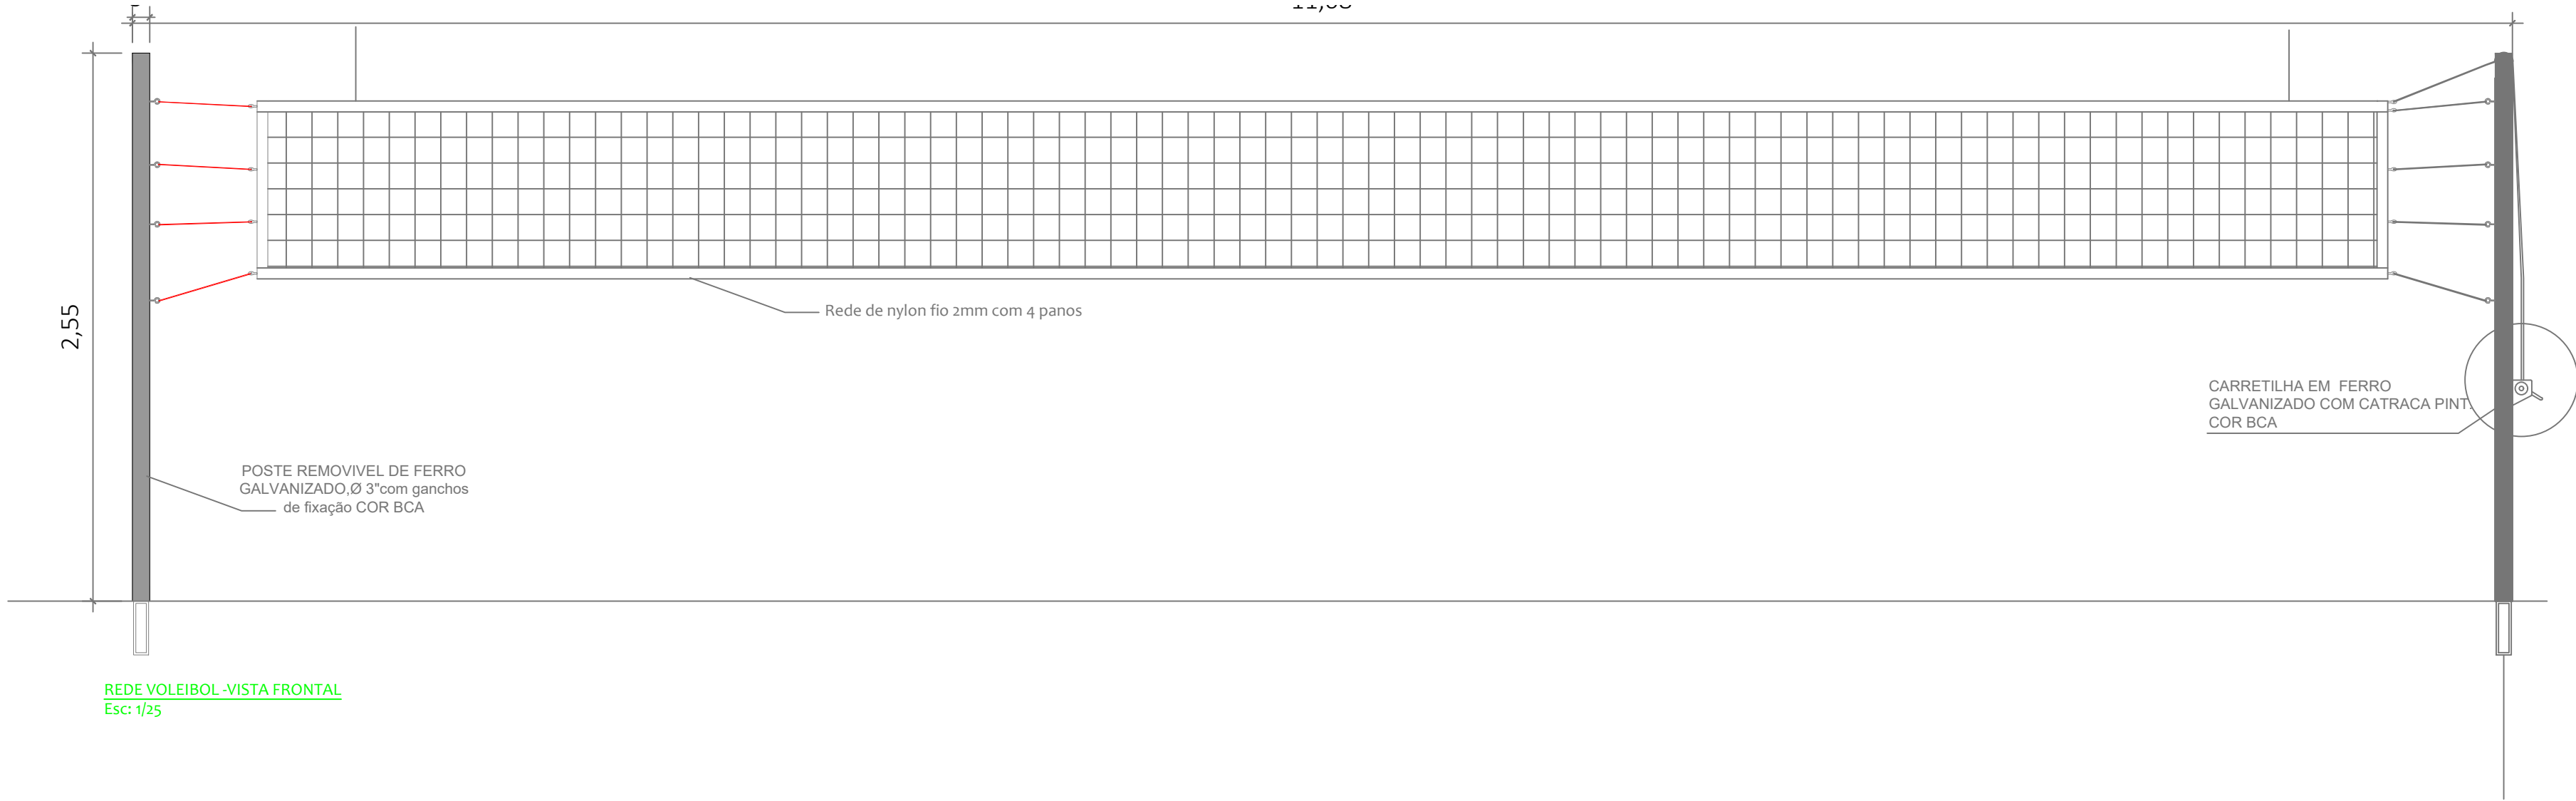 2,55
Rede de nylon fio 2mm com 4 panos
CARRETILHA EM FERRO
GALVANIZADO COM CATRACA PINT.
COR BCA
POSTE REMOVIVEL DE FERRO
GALVANIZADO,Ø 3"com ganchos
de fixação COR BCA
REDE VOLEIBOL -VISTA FRONTAL
Esc: 1/25